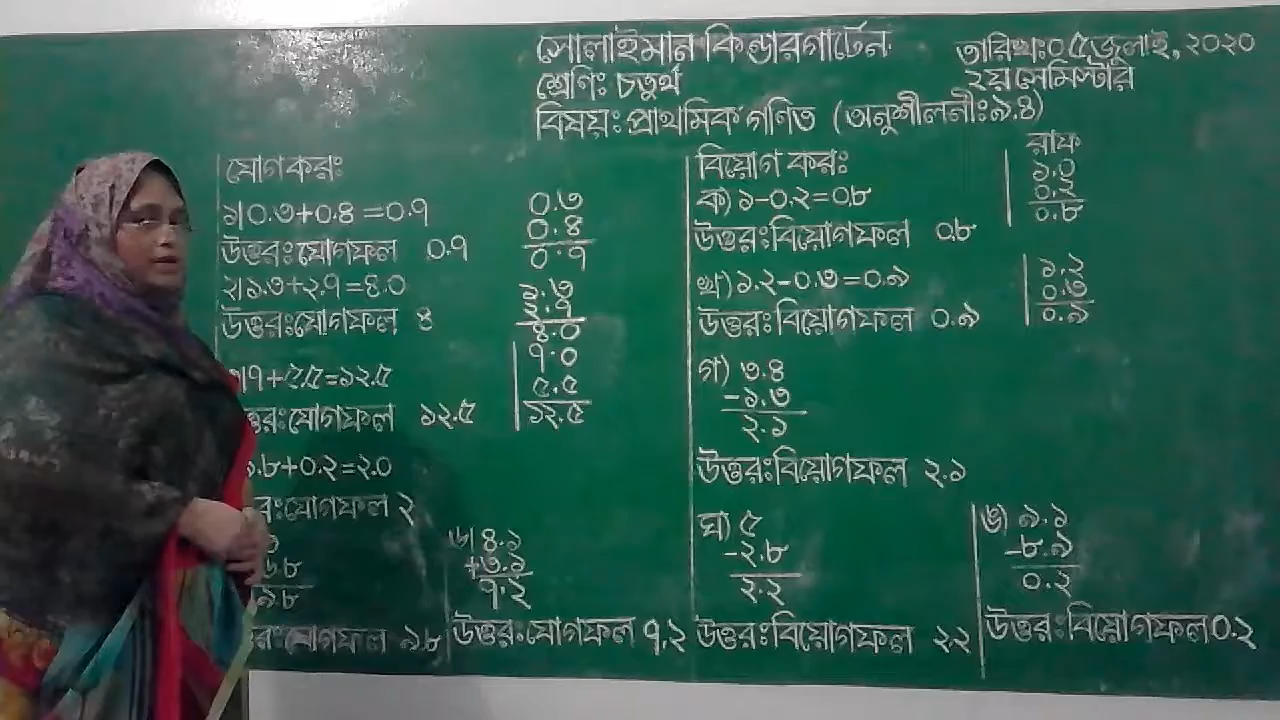 সোলাইমান কিন্ডারগার্টেন
তারিখঃ০৫জুলাই,২০২০
শ্রেণিঃ চতুর্থ
২য় সেমিস্টার
বিষয়ঃ প্রাথমিক গণিত (অনুশীলনীঃ৯.৪)
যোগ করঃ
১|০.৩+০.৪ =০.৭
উত্তরঃযোগফল ০.৭
২|১.৩+২.৭=৪.০
উত্তরঃযোগফল ৪
৭+৫.৫=১২.৫
ত্তরঃযোগফল ১২.৫
১.৮+০.২=২.০
রঃযোগফল ২
৯.৮
রঃযোগফল ৯.৮
০.৩
০.৪
০.৭
১.৩
২.৭
৪.০
৭.০
৫.৫
১২.৫
৬| ৪.১
+৩.১
৭.২
উত্তরঃযোগফল ৭.২
বিয়োগ করঃ
ক) ১-০.২=০.৮
উত্তরঃবিয়োগফল ০.৮
খ)১.২-০.৩=০.৯
উত্তরঃবিয়োগফল ০.৯
গ) ৩.৪
-১.৩
২.১
উত্তরঃবিয়োগফল ২.১
ঘ) ৫
-২.৮
২.২
উত্তরঃবিয়োগফল ২.২
রাফ
১.০
০.২
০.৮
১.২
০.৩
০.৯
ঙ) ৯.১
-৮.৯
০.২
উত্তরঃবিয়োগফল০.২